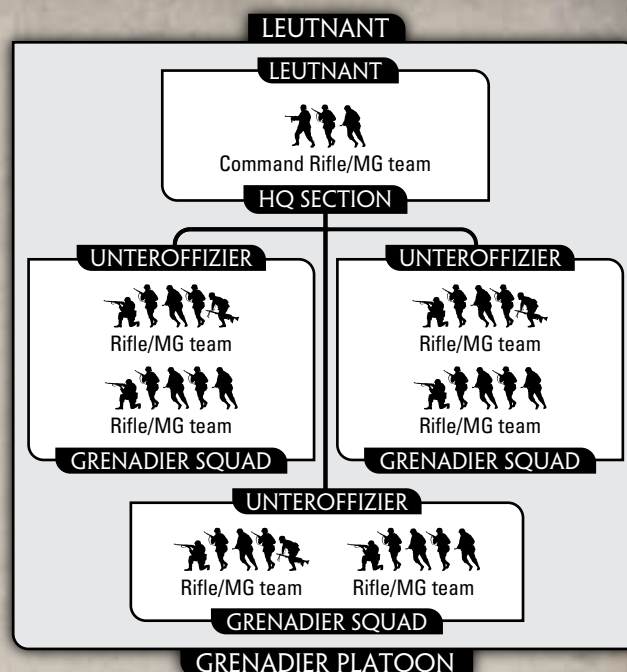 LEUTNANT
LEUTNANT
Command Rifle/MG team
HQ SECTION
UNTEROFFIZIER
Rifle/MG team
Rifle/MG team
GRENADIER SQUAD
UNTEROFFIZIER
Rifle/MG team
Rifle/MG team
GRENADIER SQUAD
UNTEROFFIZIER
Rifle/MG team
Rifle/MG team
GRENADIER SQUAD
GRENADIER PLATOON